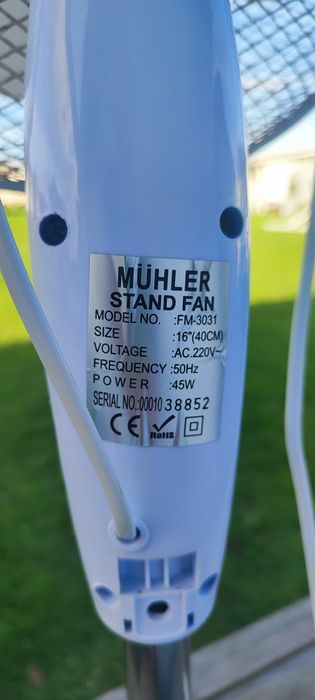 MÜHLER
STAND FAN
MODEL NO. :FM-3031
SIZE :16"(40CM)
VOLTAGE :AC.220V~
FREQUENCY :50Hz
POWER :45W
SERIAL NO.:00010 38852
CE RoHS